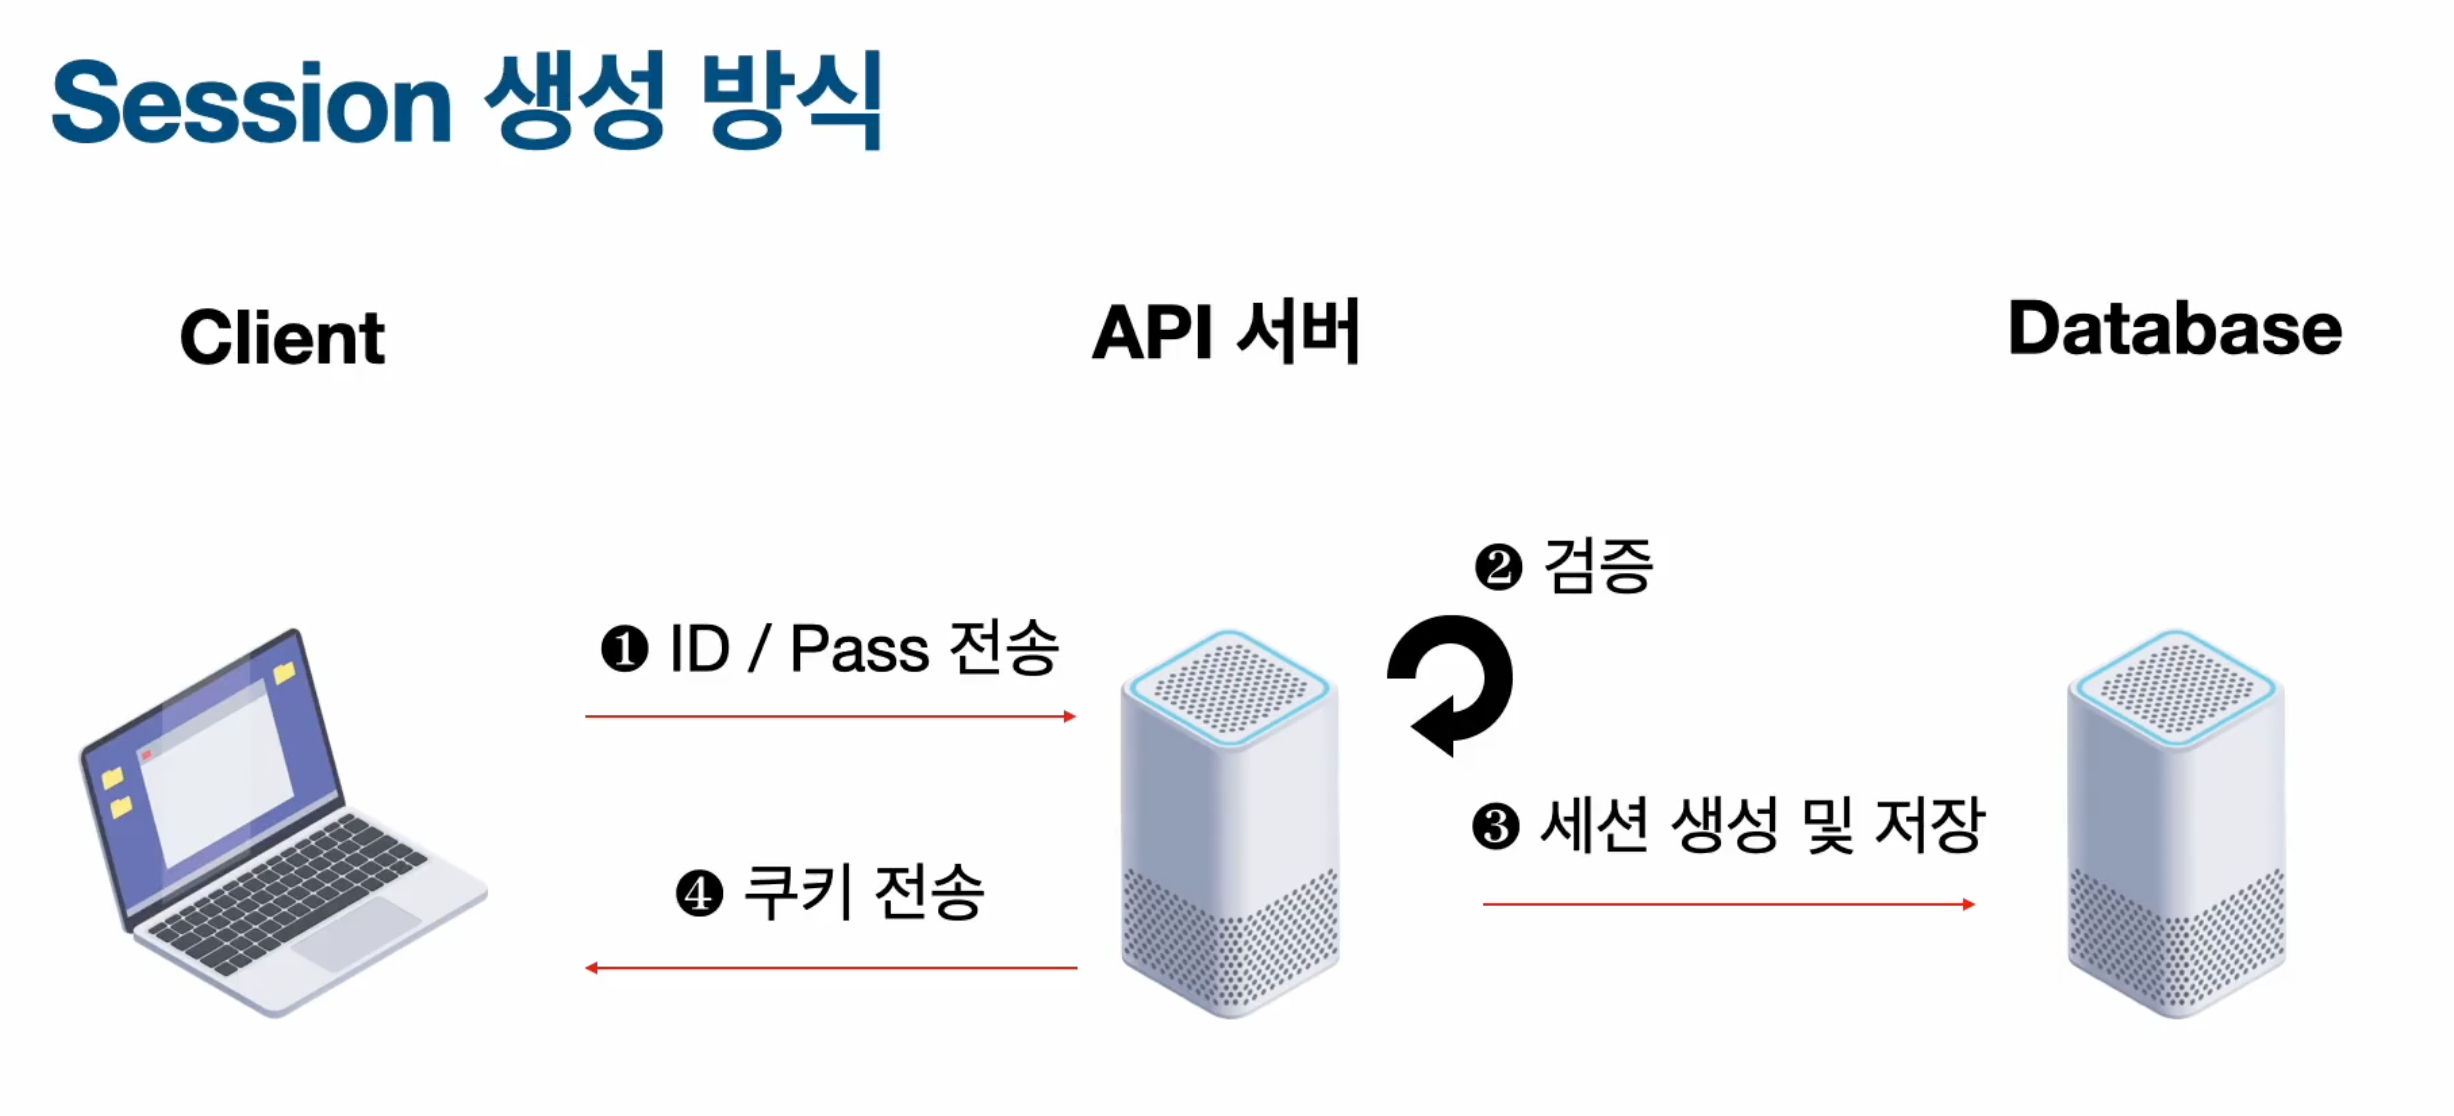 Session 생성 방식
Client
API 서버
Database
❶ ID / Pass 전송
❷ 검증
❸ 세션 생성 및 저장
❹ 쿠키 전송